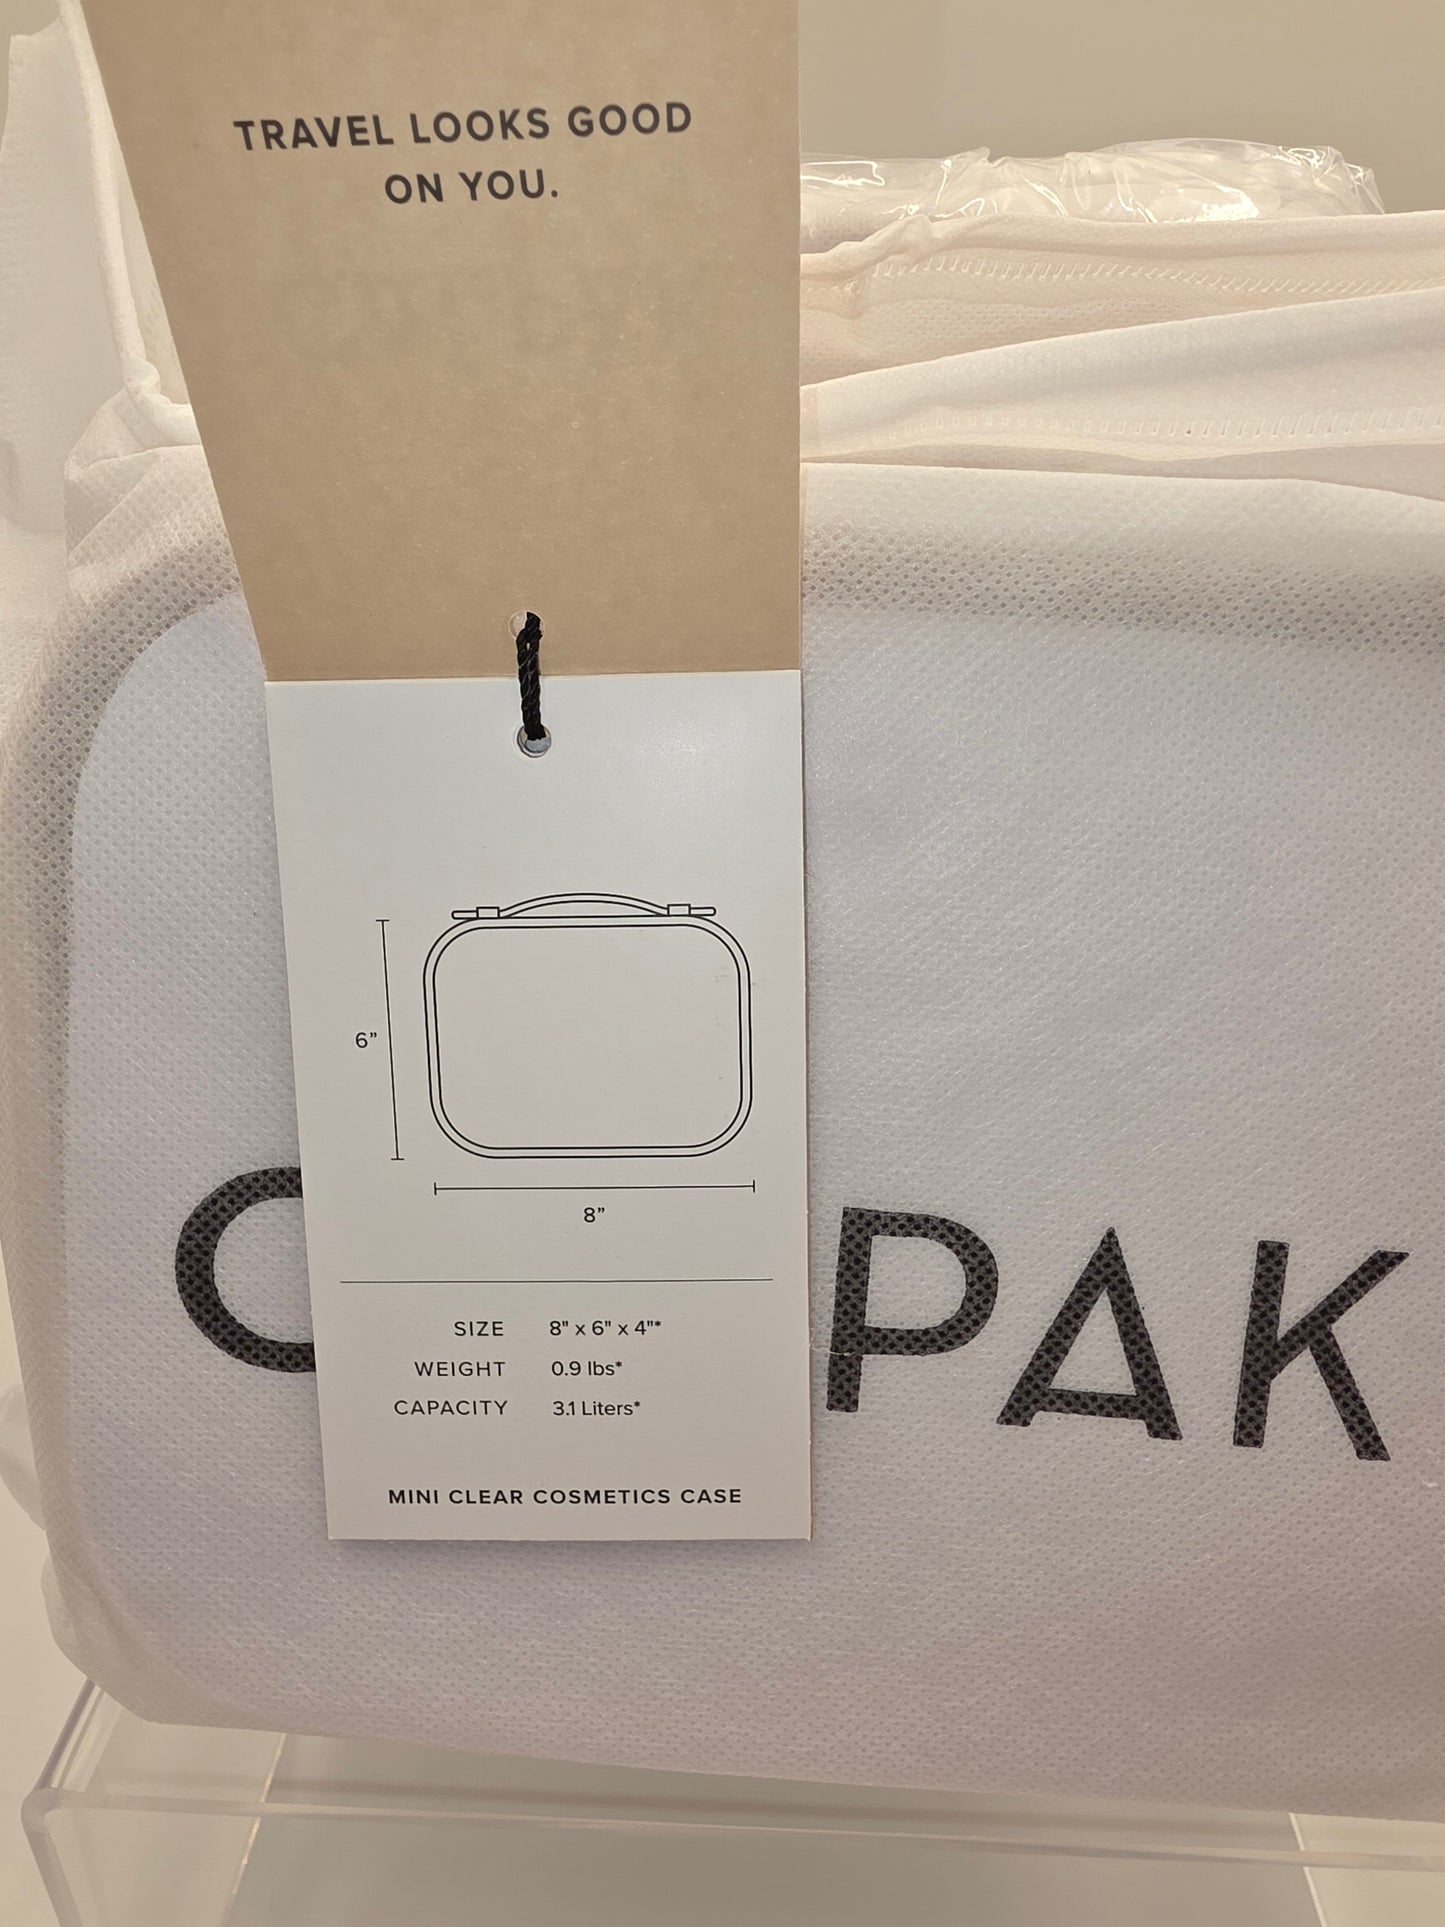 TRAVEL LOOKS GOOD
ON YOU.
6"
8"
SIZE 8" x 6" x 4"*
WEIGHT 0.9 lbs*
CAPACITY 3.1 Liters*
MINI CLEAR COSMETICS CASE
C PAK